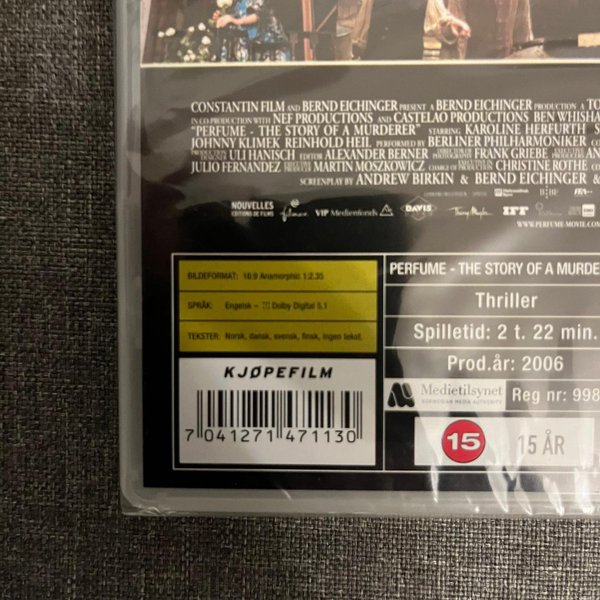 CONSTANTIN FILM AND BERND EICHINGER PRESENT A BERND EICHINGER PRODUCTION A TO
IN CO-PRODUCTION WITH NEF PRODUCTIONS AND CASTELAO PRODUCTIONS BEN WHISHA
"PERFUME - THE STORY OF A MURDERER" STARRING KAROLINE HERFURTH
JOHNNY KLIMEK REINHOLD HEIL PERFORMED BY BERLINER PHILHARMONIKER
ULI HANISCH EDITOR ALEXANDER BERNER FRANK GRIEBE
JULIO FERNANDEZ MARTIN MOSZKOWICZ CHRISTINE ROTHE
SCREENPLAY BY ANDREW BIRKIN & BERND EICHINGER &
NOUVELLES
EDITIONS DE FILMS
VIP Medienfonds DAVIS
WWW.PERFUME-MOVIE.CO
BILDEFORMAT: 16:9 Anamorphic 1:2.35
SPRÅK: Engelsk – Dolby Digital 5.1
TEKSTER: Norsk, dansk, svensk, finsk, ingen tekst.
KJØPEFILM
7 041271 471130
PERFUME - THE STORY OF A MURDE
Thriller
Spilletid: 2 t. 22 min.
Prod.år: 2006
Medietilsynet
NORWEGIAN MEDIA AUTHORITY
Reg nr: 998
15
15 ÅR